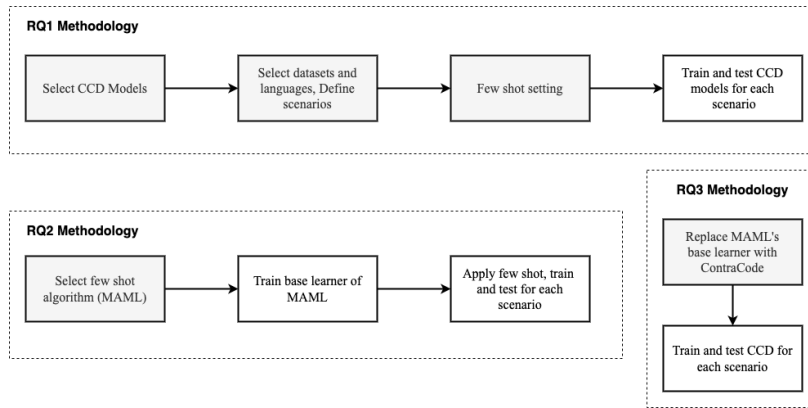 RQ1 Methodology
Select CCD Models
Select datasets and
languages, Define
scenarios
Few shot setting
Train and test CCD
models for each
scenario
RQ2 Methodology
Select few shot
algorithm (MAML)
Train base learner of
MAML
Apply few shot, train
and test for each
scenario
RQ3 Methodology
Replace MAML's
base learner with
ContraCode
Train and test CCD for
each scenario